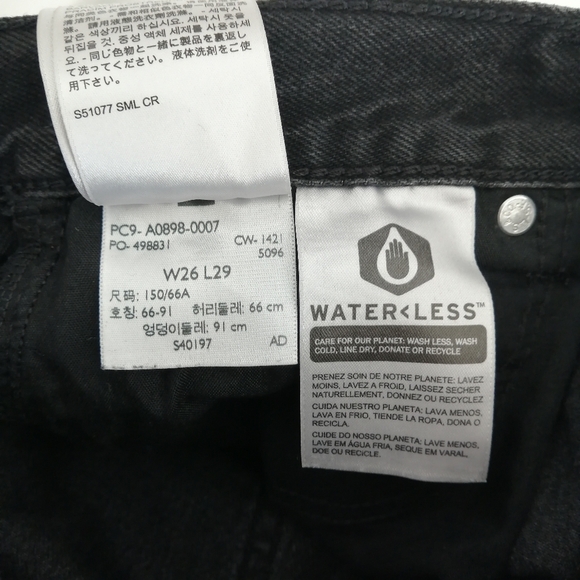 같은 색상끼리 하십시오. 세탁시 옷을
뒤집을 것. 중성 액체 세제를 사용하
요. -同じ色物と一緒に製品を裏返し
て洗ってください。液体洗剤をご使
用下さい。
S51077 SML CR
PC9- A0898-0007
PO- 498831 CW- 1421
5096
W26 L29
尺码: 150/66A
호칭: 66-91 허리둘레: 66 cm
엉덩이둘레: 91 cm
S40197 AD
WATER<LESS™
CARE FOR OUR PLANET: WASH LESS, WASH
COLD, LINE DRY, DONATE OR RECYCLE
PRENEZ SOIN DE NOTRE PLANETE: LAVEZ
MOINS, LAVEZ A FROID, LAISSEZ SECHER
NATURELLEMENT, DONNEZ OU RECYCLEZ
CUIDA NUESTRO PLANETA: LAVA MENOS,
LAVA EN FRIO, TIENDE LA ROPA, DONA O
RECICLA.
CUIDE DO NOSSO PLANETA: LAVE MENOS,
LAVE EM ÁGUA FRIA, SEQUE EM VARAL,
DOE OU RECICLE.